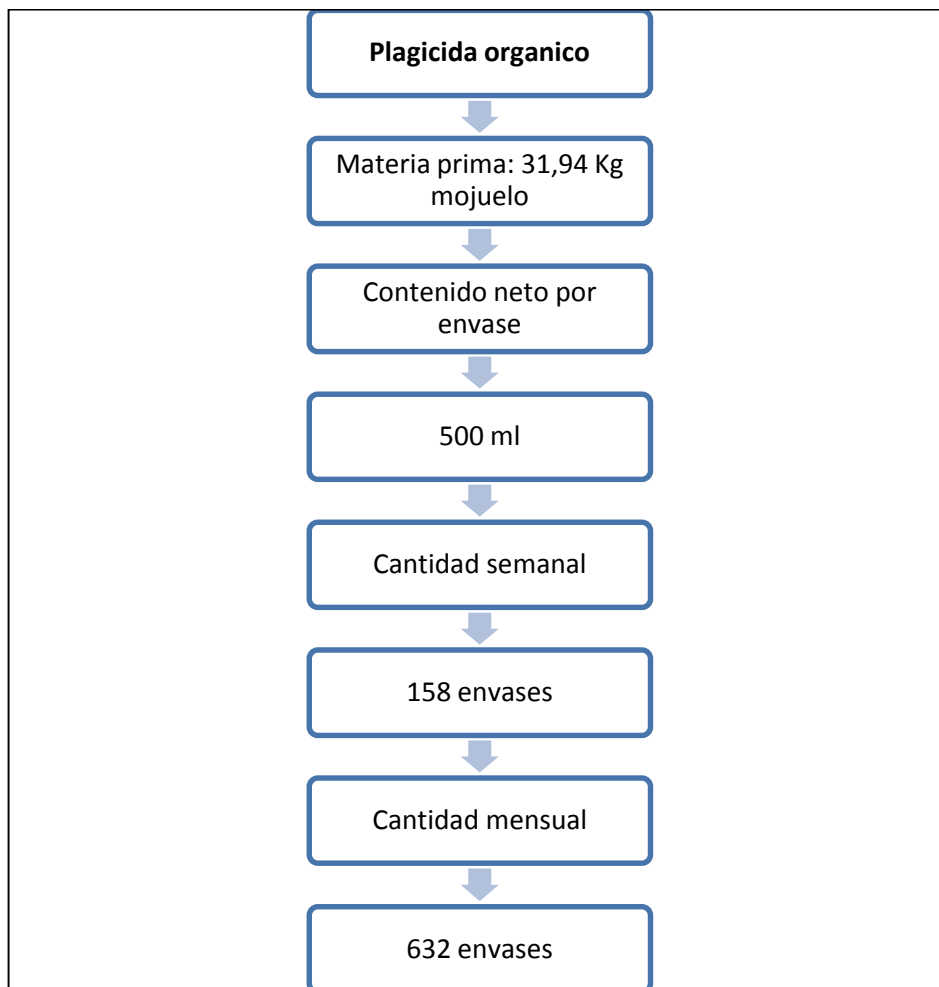 Plagicida organico
Materia prima: 31,94 Kg
mojuelo
Contenido neto por
envase
500 ml
Cantidad semanal
158 envases
Cantidad mensual
632 envases